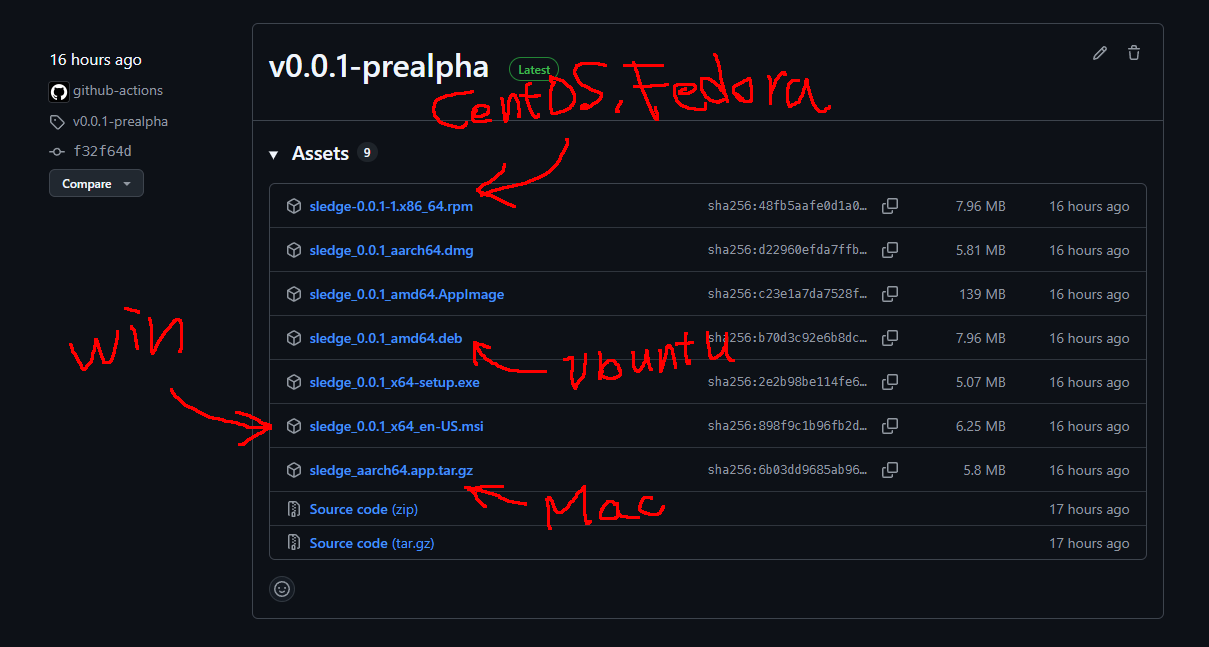 16 hours ago
github-actions
v0.0.1-prealpha
f32f64d
Compare
v0.0.1-prealpha Latest
CentOS, Fedora
Assets 9
sledge-0.0.1-1.x86_64.rpm sha256:48fb5aafe0d1a0… 7.96 MB 16 hours ago
sledge_0.0.1_aarch64.dmg sha256:d22960efda7ffb… 5.81 MB 16 hours ago
sledge_0.0.1_amd64.AppImage sha256:c23e1a7da7528f… 139 MB 16 hours ago
win
sledge_0.0.1_amd64.deb sha256:b70d3c92e6b8dc… 7.96 MB 16 hours ago
Ubuntu
sledge_0.0.1_x64-setup.exe sha256:2e2b98be114fe6… 5.07 MB 16 hours ago
sledge_0.0.1_x64_en-US.msi sha256:898f9c1b96fb2d… 6.25 MB 16 hours ago
sledge_aarch64.app.tar.gz sha256:6b03dd9685ab96… 5.8 MB 16 hours ago
Mac
Source code (zip) 17 hours ago
Source code (tar.gz) 17 hours ago